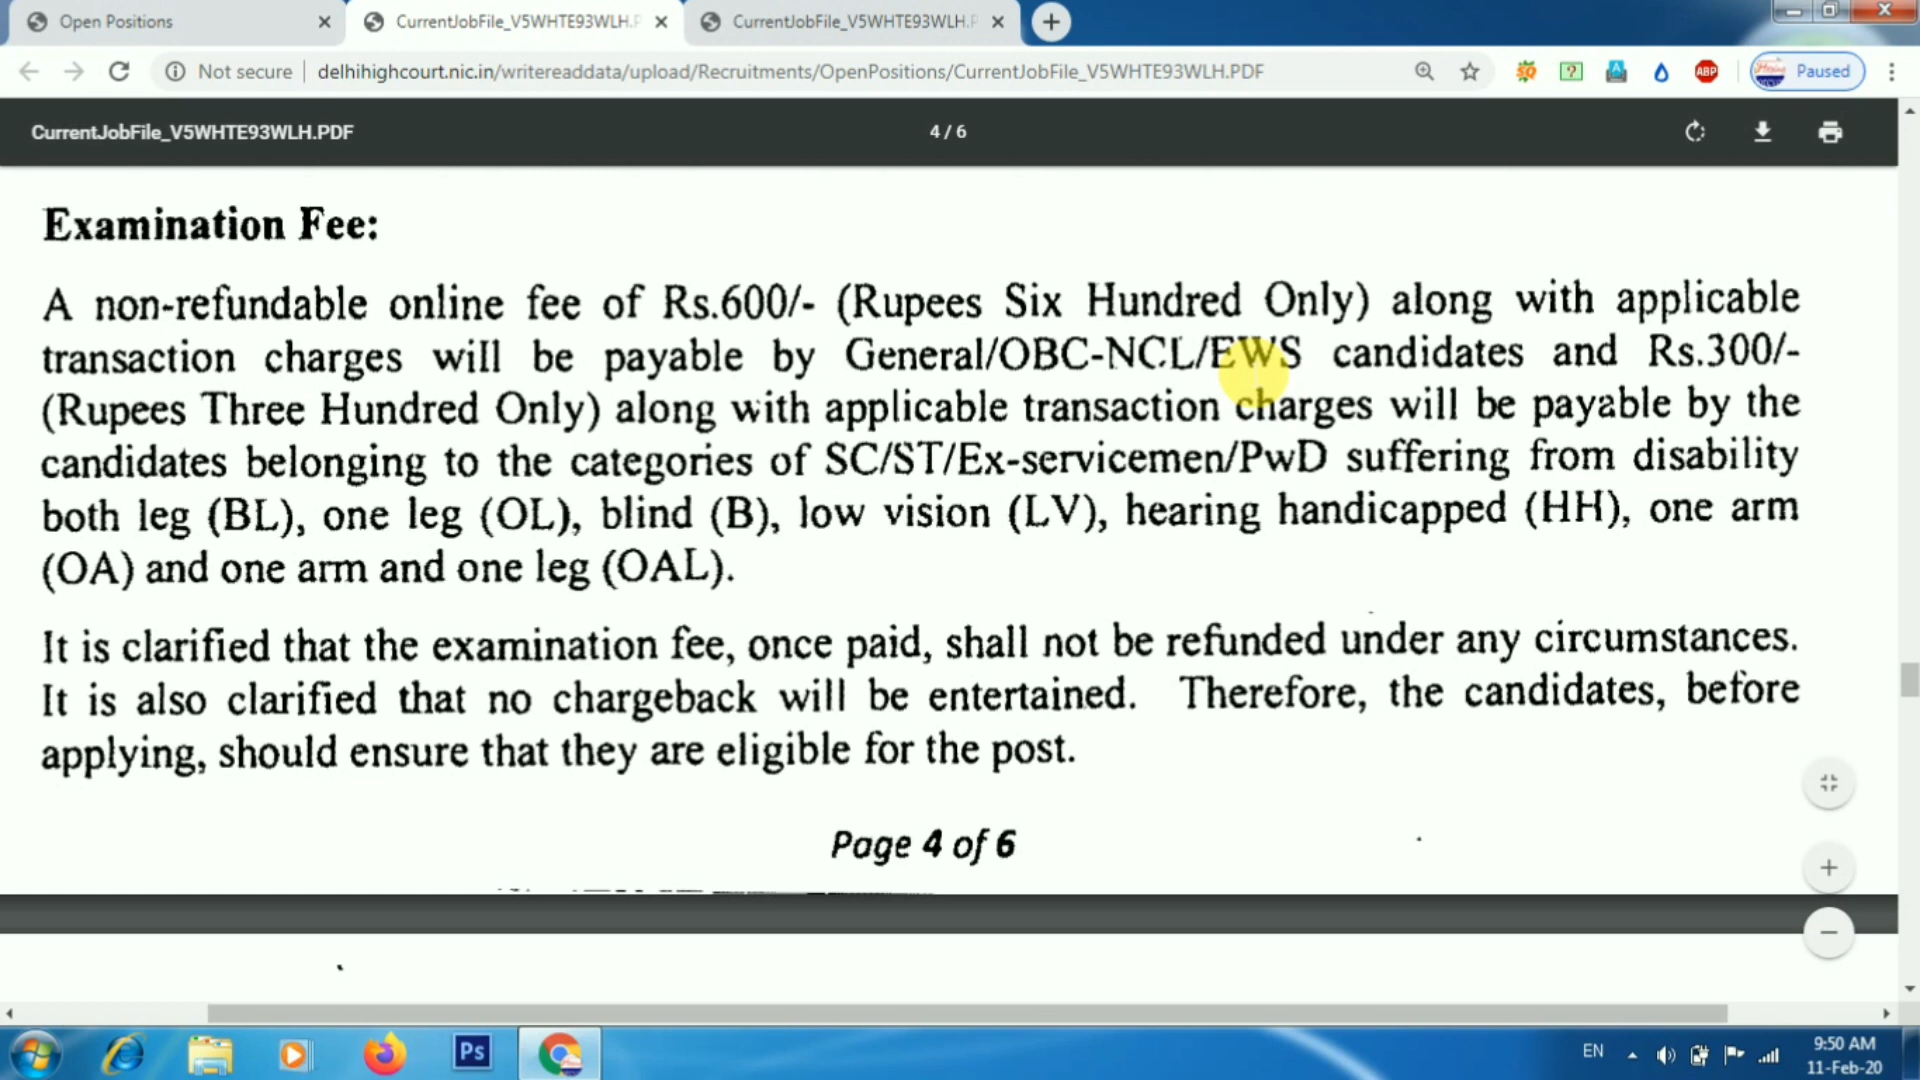 Open Positions
CurrentJobFile_V5WHTE93WLH.P
CurrentJobFile_V5WHTE93WLH.P
Not secure
delhihighcourt.nic.in/writereaddata/upload/Recruitments/OpenPositions/CurrentJobFile_V5WHTE93WLH.PDF
ABP
Paused
CurrentJobFile_V5WHTE93WLH.PDF
4 / 6
Examination Fee:
A non-refundable online fee of Rs.600/- (Rupees Six Hundred Only) along with applicable
transaction charges will be payable by General/OBC-NCL/EWS candidates and Rs.300/-
(Rupees Three Hundred Only) along with applicable transaction charges will be payable by the
candidates belonging to the categories of SC/ST/Ex-servicemen/PwD suffering from disability
both leg (BL), one leg (OL), blind (B), low vision (LV), hearing handicapped (HH), one arm
(OA) and one arm and one leg (OAL).
It is clarified that the examination fee, once paid, shall not be refunded under any circumstances.
It is also clarified that no chargeback will be entertained. Therefore, the candidates, before
applying, should ensure that they are eligible for the post.
Page 4 of 6
Ps
EN
9:50 AM
11-Feb-20